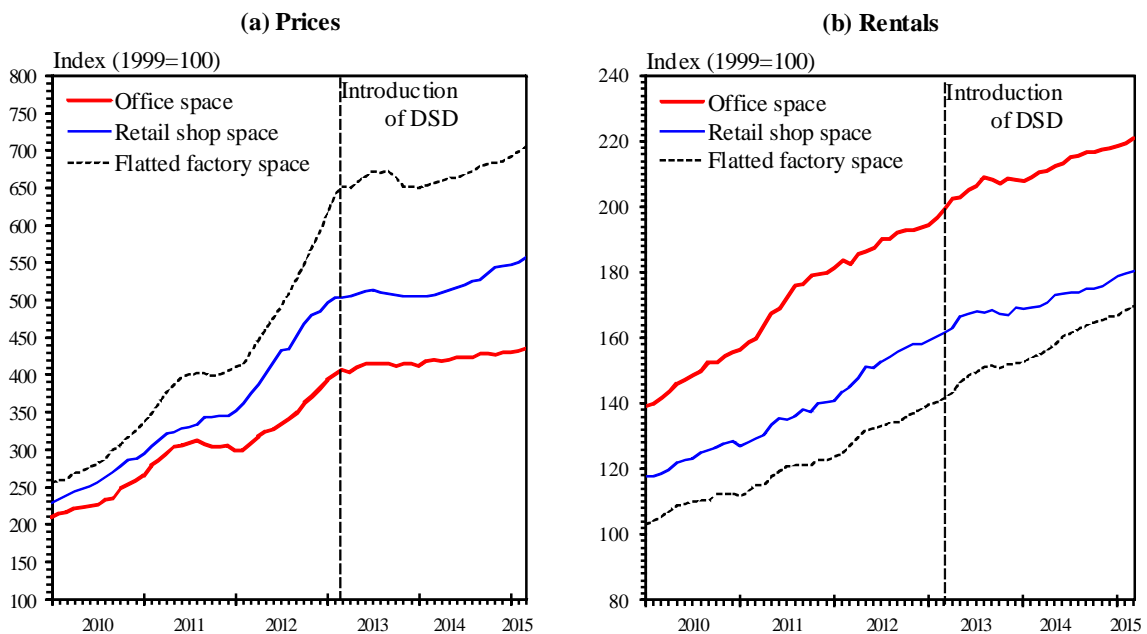 (a) Prices
Index (1999=100)
800
700
600
550
500
450
400
350
300
250
200
150
100
650
Office space
Retail shop space
Flatted factory space
Introduction
of DSD
2010
2011
2012
2013
2014
2015
(b) Rentals
Index (1999=100)
240
220
200
180
160
140
120
100
80
Office space
Retail shop space
Flatted factory space
Introduction
of DSD
2010
2011
2012
2013
2014
2015